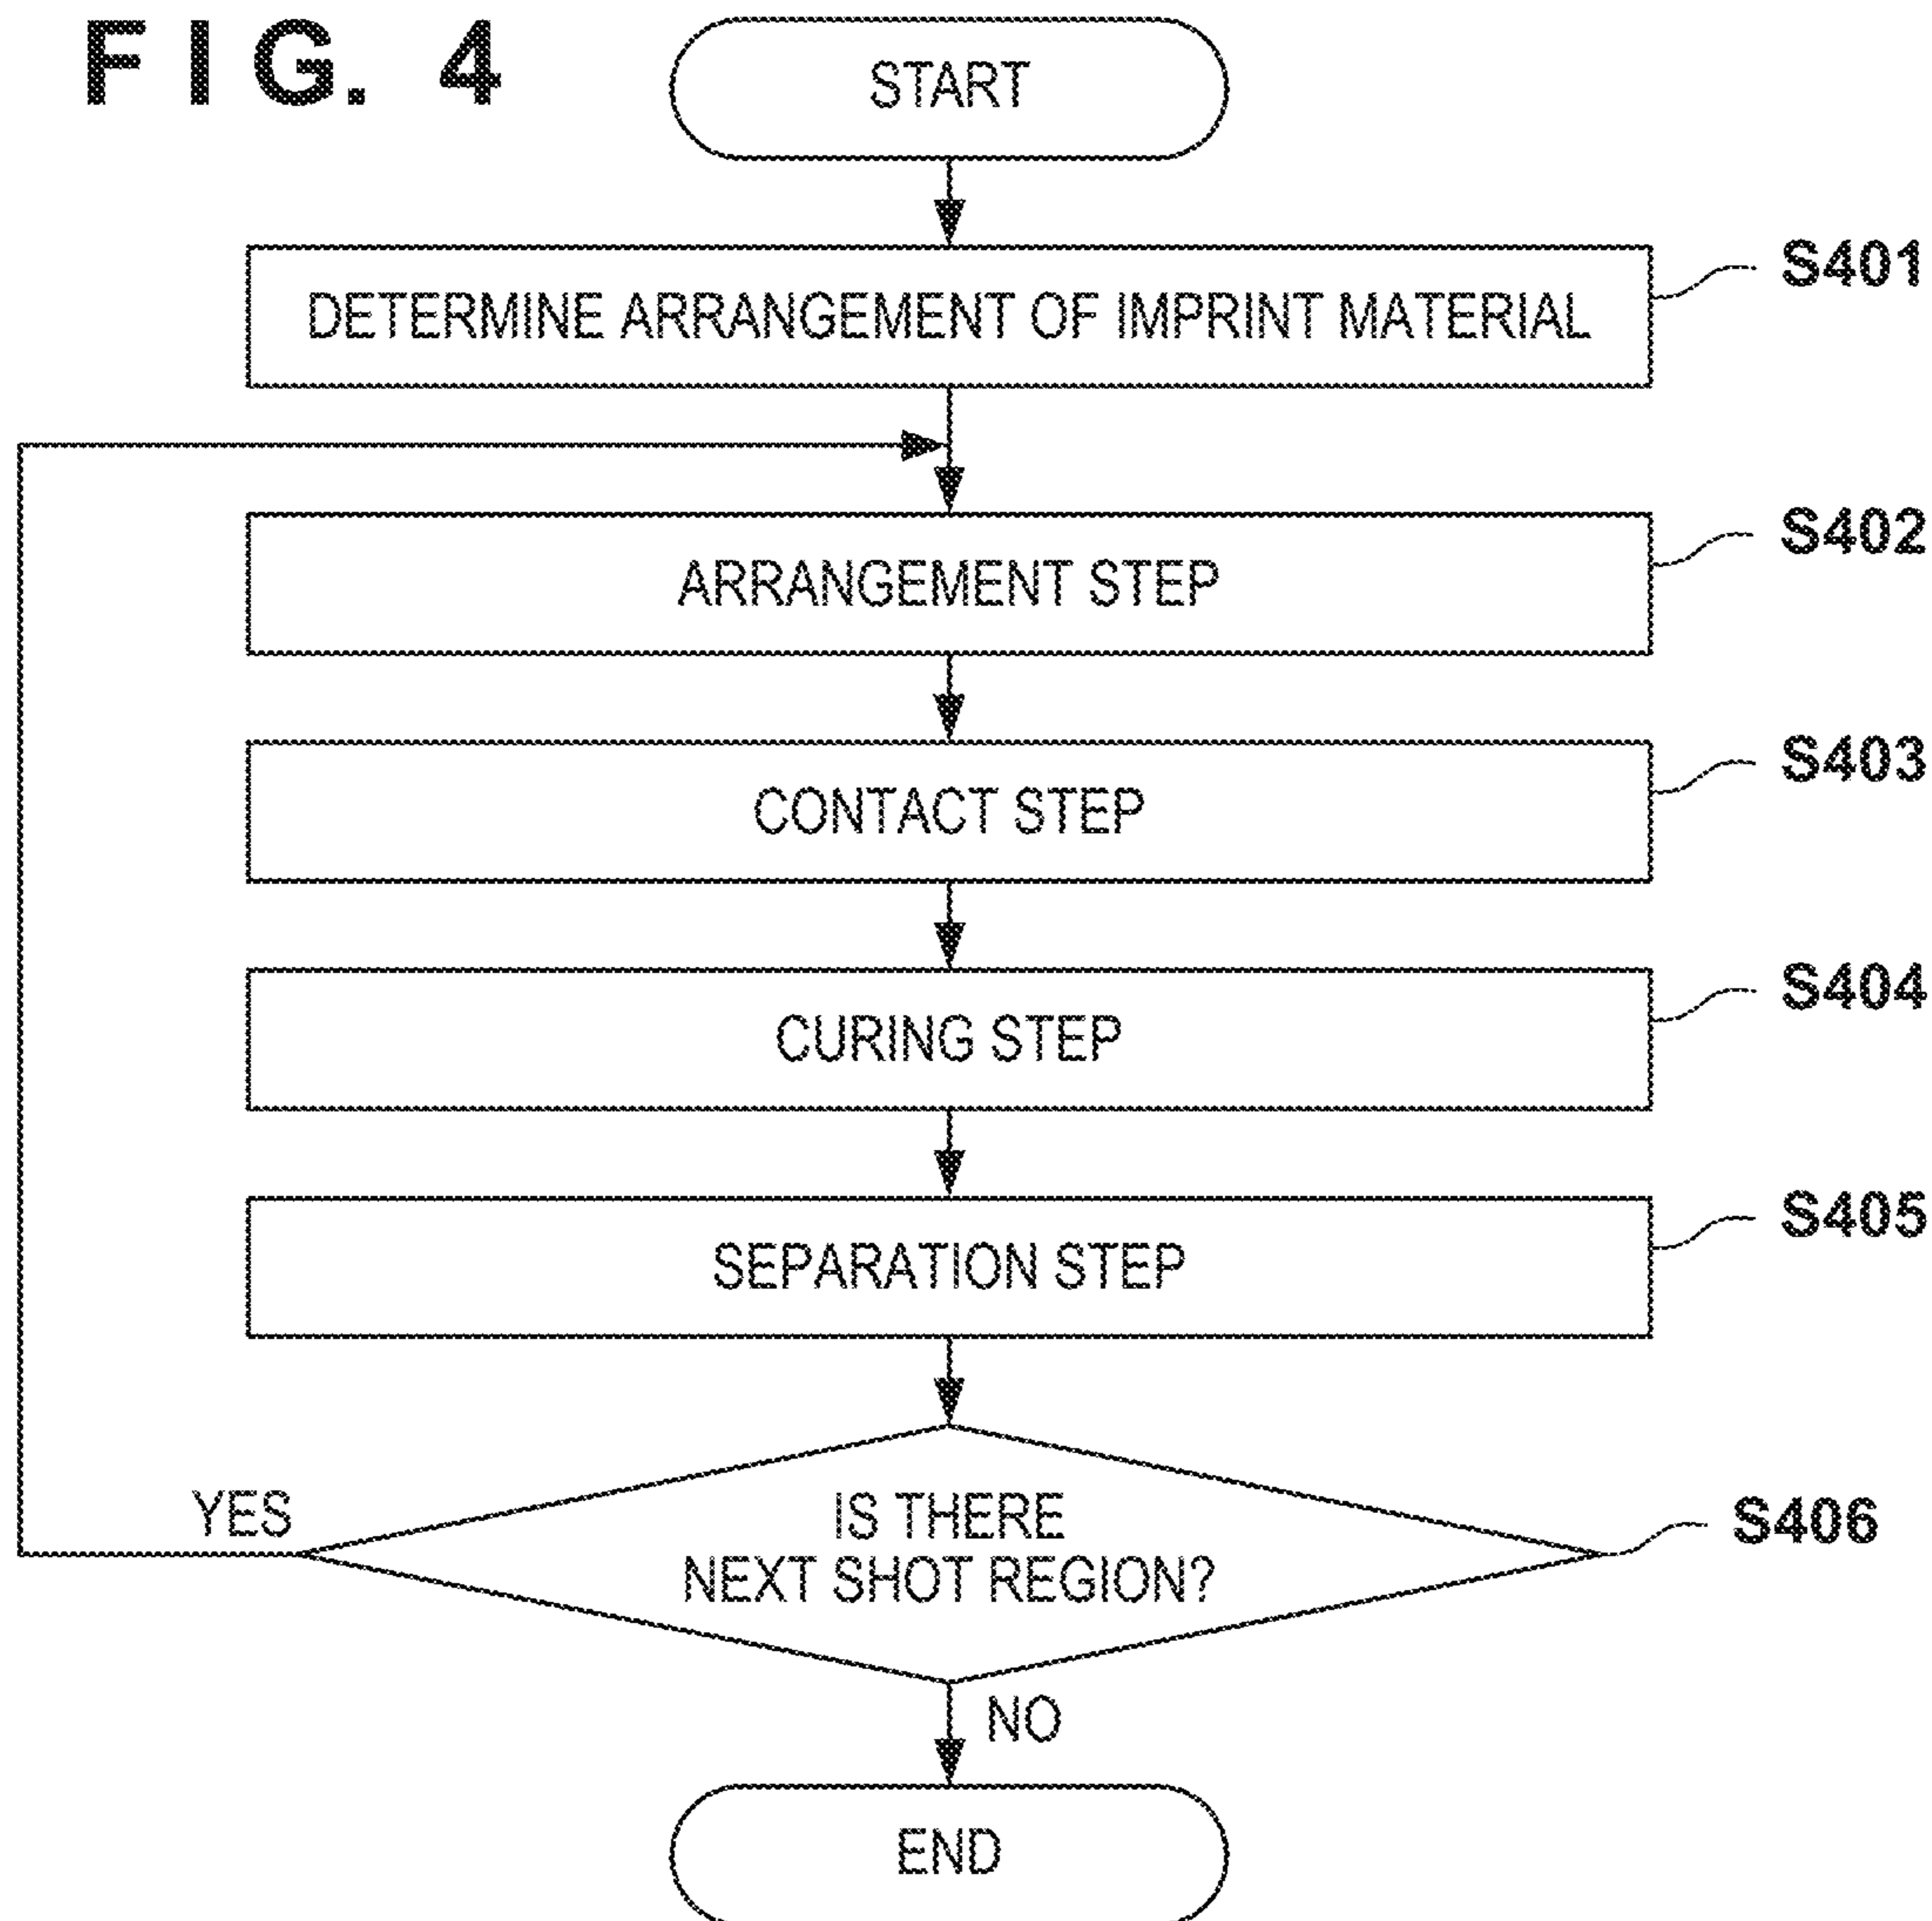 FIG. 4
START
DETERMINE ARRANGEMENT OF IMPRINT MATERIAL
S401
ARRANGEMENT STEP
S402
CONTACT STEP
S403
CURING STEP
S404
SEPARATION STEP
S405
IS THERE
NEXT SHOT REGION?
S406
YES
NO
END